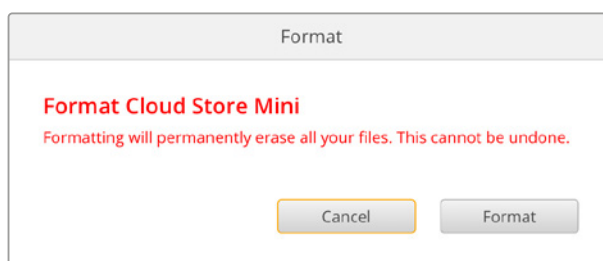 Format
Format Cloud Store Mini
Formatting will permanently erase all your files. This cannot be undone.
Cancel Format